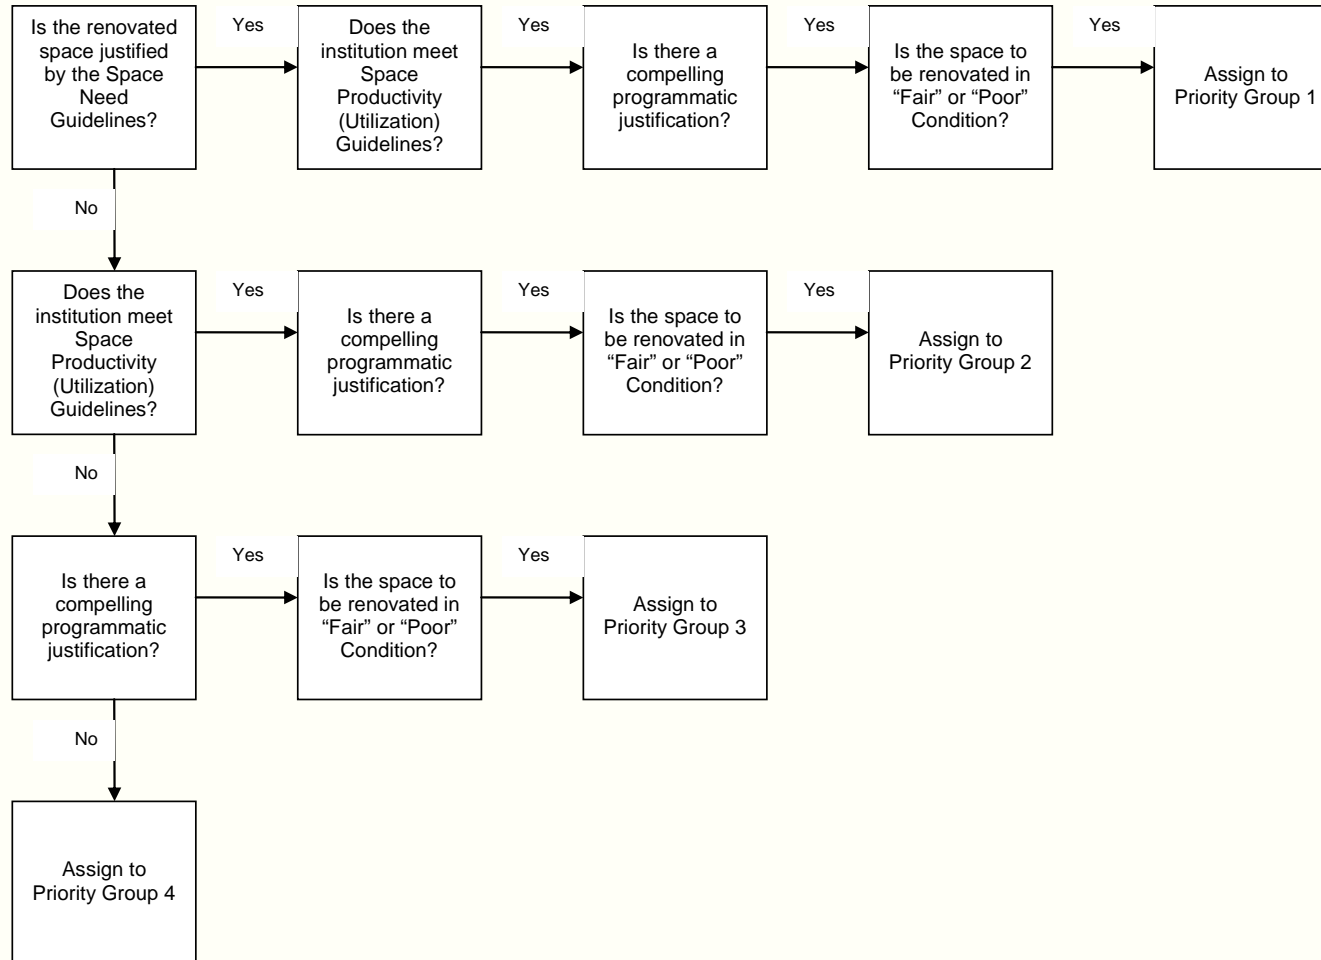 Is the renovated
space justified
by the Space
Need
Guidelines?
Yes
Does the
institution meet
Space
Productivity
(Utilization)
Guidelines?
Yes
Is there a
compelling
programmatic
justification?
Yes
Is the space to
be renovated in
“Fair” or “Poor”
Condition?
Yes
Assign to
Priority Group 1
No
Does the
institution meet
Space
Productivity
(Utilization)
Guidelines?
Yes
Is there a
compelling
programmatic
justification?
Yes
Is the space to
be renovated in
“Fair” or “Poor”
Condition?
Yes
Assign to
Priority Group 2
No
Is there a
compelling
programmatic
justification?
Yes
Is the space to
be renovated in
“Fair” or “Poor”
Condition?
Yes
Assign to
Priority Group 3
No
Assign to
Priority Group 4